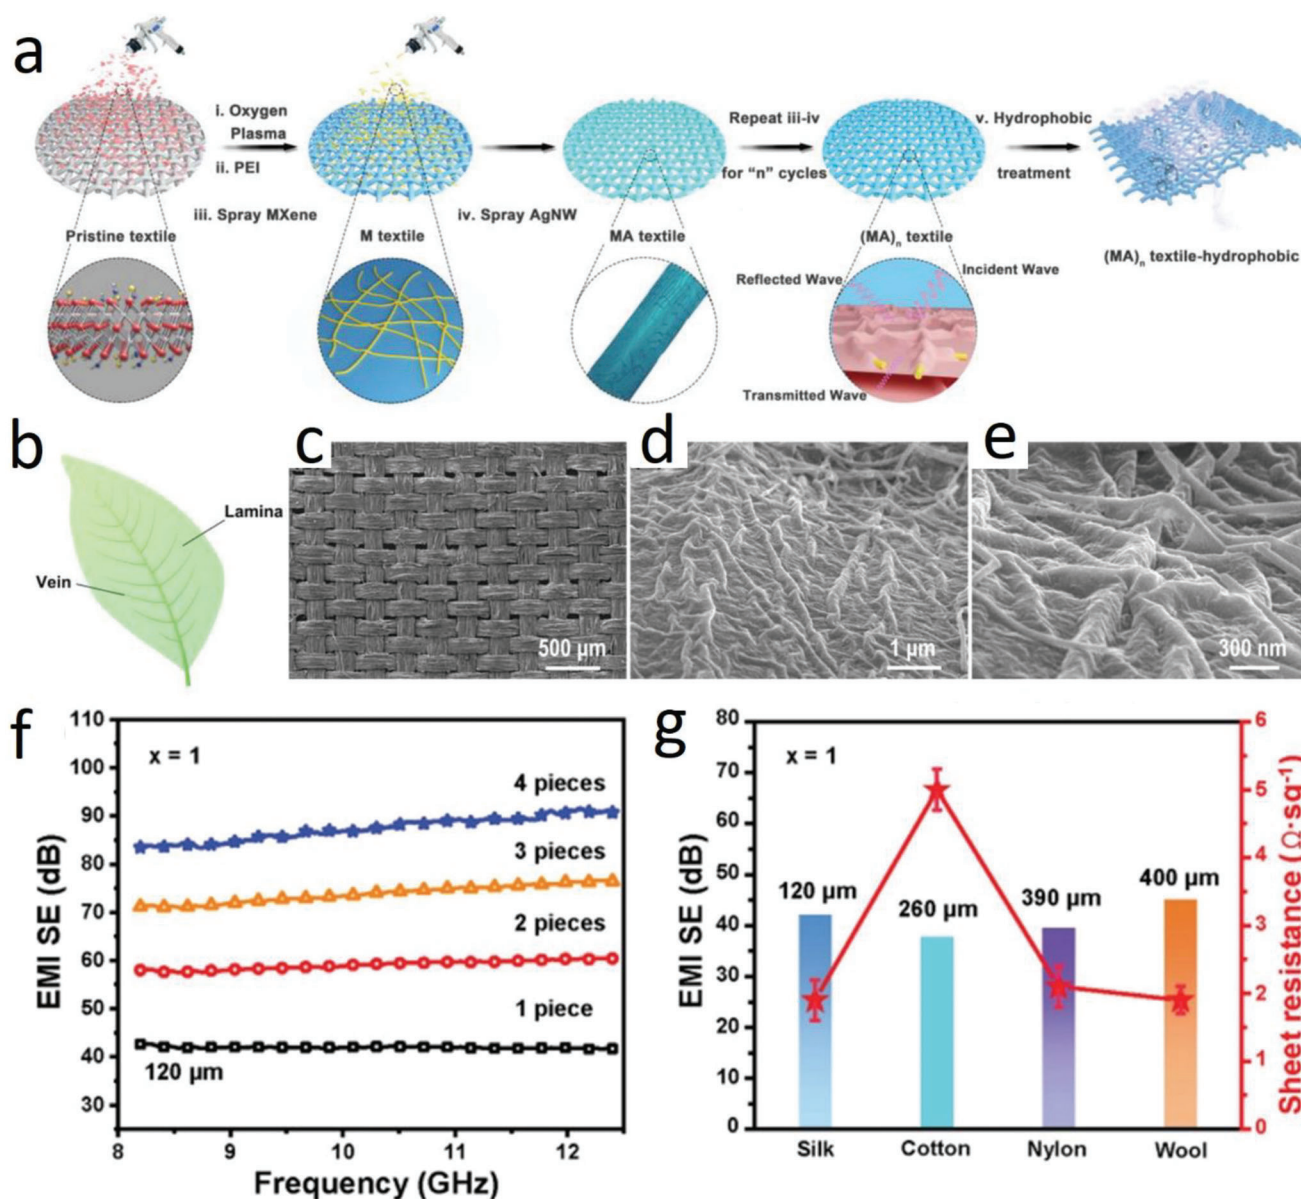 a
i. Oxygen
Plasma
ii. PEI
Repeat iii-iv
for “n” cycles
v. Hydrophobic
treatment
iii. Spray MXene
iv. Spray AgNW
Pristine textile
M textile
MA textile
(MA)n textile
(MA)n textile-hydrophobic
Reflected Wave
Incident Wave
Transmitted Wave
b
Lamina
Vein
c
500 µm
d
1 µm
e
300 nm
f
x = 1
4 pieces
3 pieces
2 pieces
1 piece
120 µm
EMI SE (dB)
110
100
90
80
70
60
50
40
30
8
9
10
11
12
Frequency (GHz)
g
x = 1
120 µm
260 µm
390 µm
400 µm
EMI SE (dB)
80
70
60
50
40
30
20
10
0
Silk
Cotton
Nylon
Wool
6
5
4
3
2
1
0
Sheet resistance (Ω·sq⁻¹)